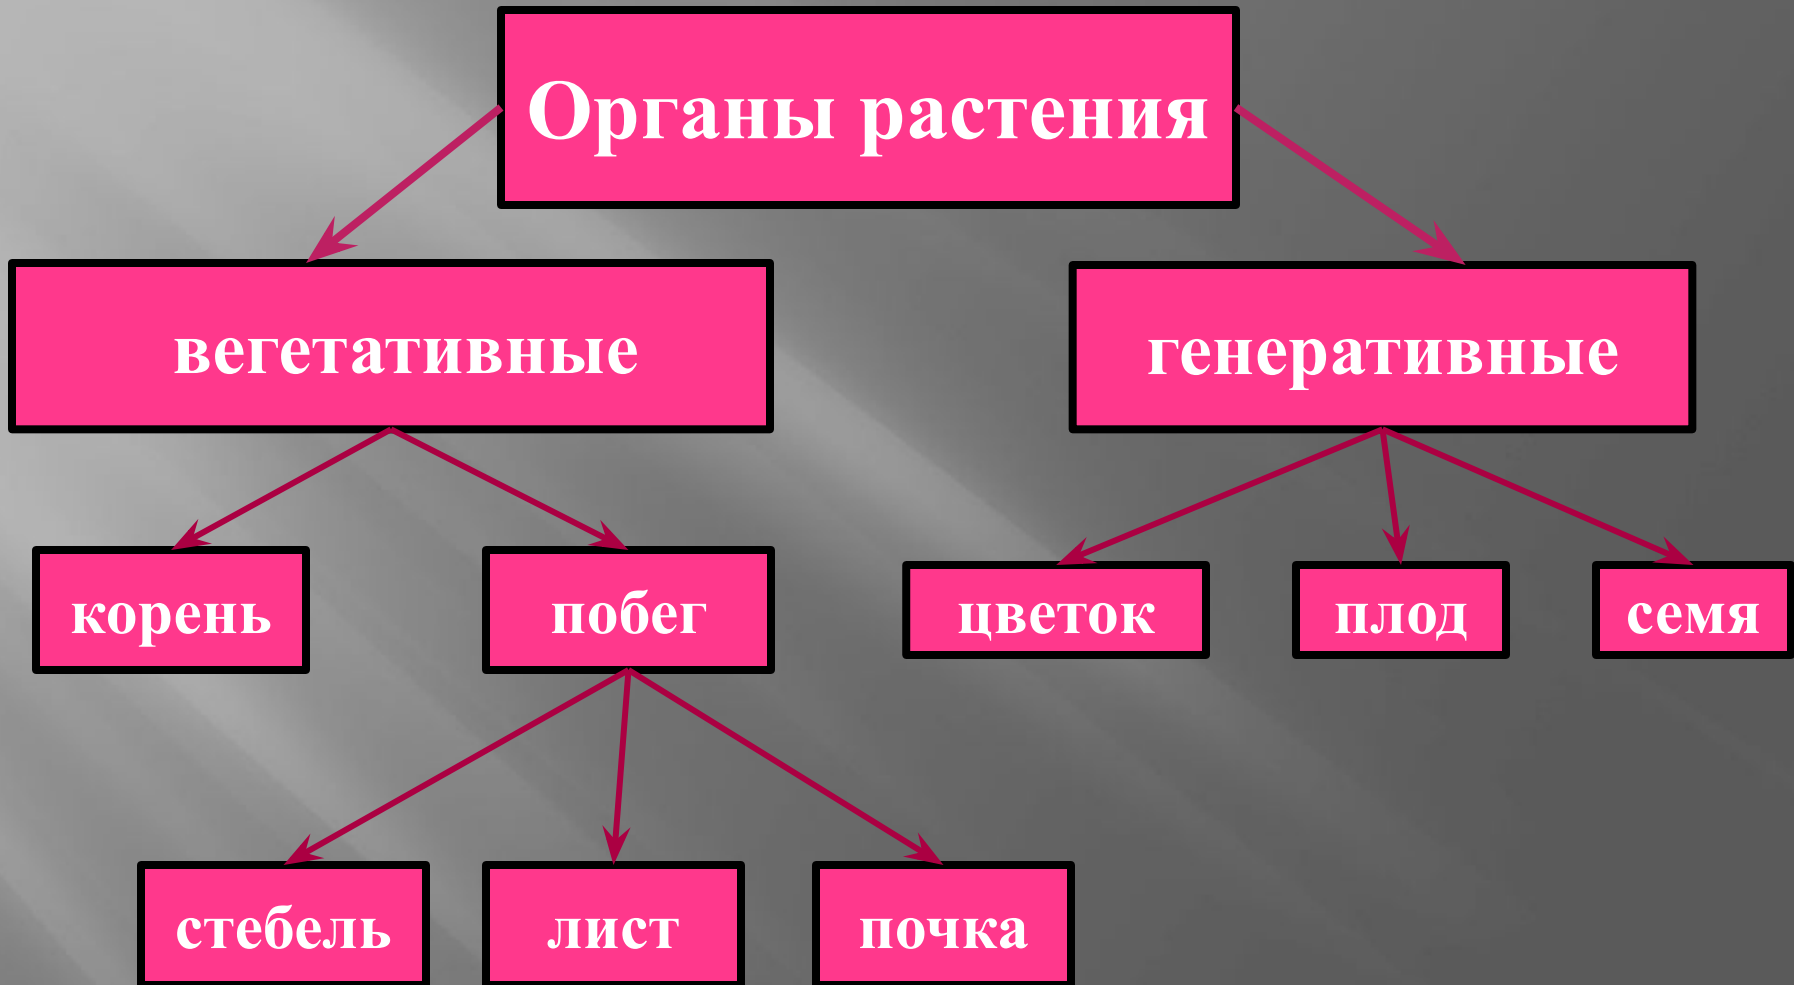 Органы растения
вегетативные
генеративные
корень
побег
цветок
плод
семя
стебель
лист
почка